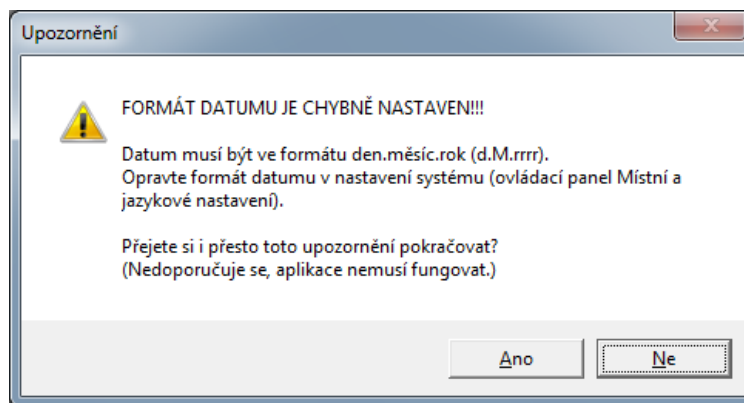 Upozornění
FORMÁT DATUMU JE CHYBNĚ NASTAVEN!!!
Datum musí být ve formátu den.měsíc.rok (d.M.rrrr).
Opravte formát datumu v nastavení systému (ovládací panel Místní a
jazykové nastavení).
Přejete si i přesto toto upozornění pokračovat?
(Nedoporučuje se, aplikace nemusí fungovat.)
Ano
Ne